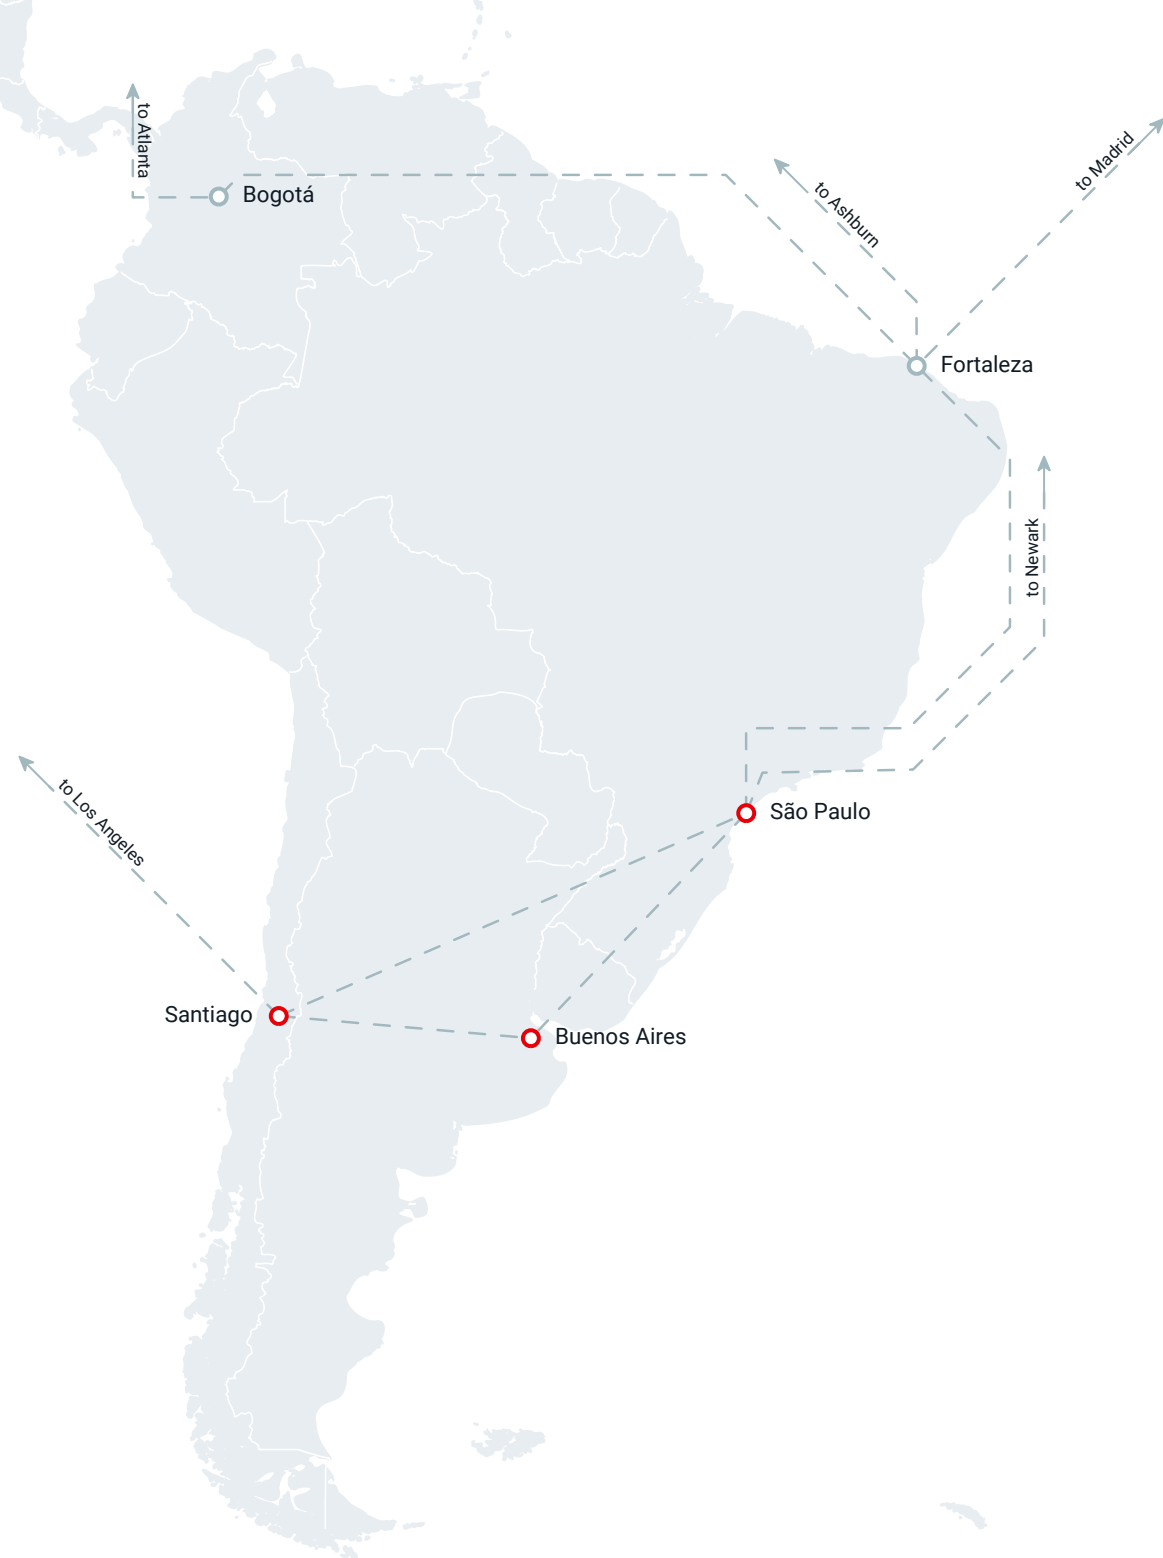 to Atlanta
to Madrid
to Ashburn
Bogotá
Fortaleza
to Newark
São Paulo
to Los Angeles
Santiago
Buenos Aires